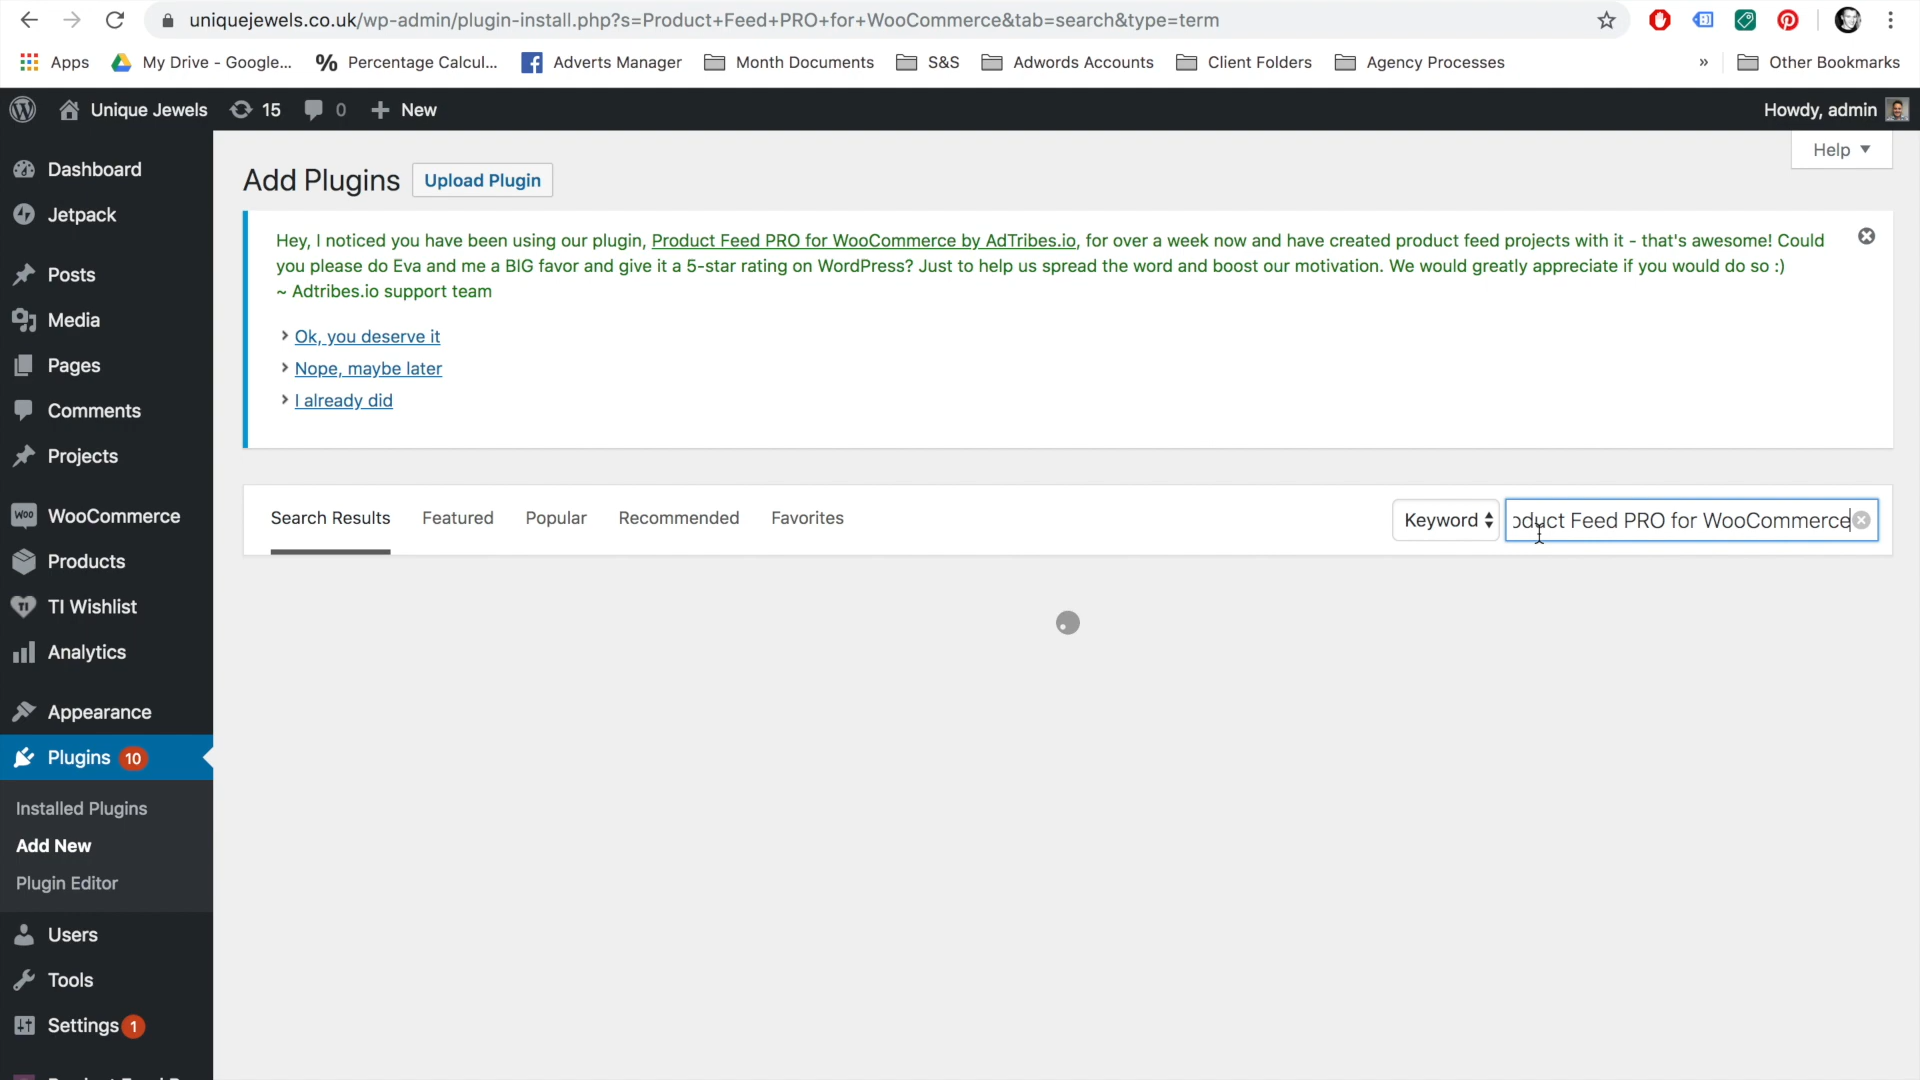 uniquejewels.co.uk/wp-admin/plugin-install.php?s=Product+Feed+PRO+for+WooCommerce&tab=search&type=term
Apps My Drive - Google... % Percentage Calcul... Adverts Manager Month Documents S&S Adwords Accounts Client Folders Agency Processes » Other Bookmarks
Unique Jewels 15 0 New Howdy, admin
Help
Add Plugins Upload Plugin
Hey, I noticed you have been using our plugin, Product Feed PRO for WooCommerce by AdTribes.io, for over a week now and have created product feed projects with it - that's awesome! Could
you please do Eva and me a BIG favor and give it a 5-star rating on WordPress? Just to help us spread the word and boost our motivation. We would greatly appreciate if you would do so :)
~ Adtribes.io support team
Ok, you deserve it
Nope, maybe later
I already did
Search Results Featured Popular Recommended Favorites Keyword oduct Feed PRO for WooCommerce
Dashboard
Jetpack
Posts
Media
Pages
Comments
Projects
WooCommerce
Products
TI Wishlist
Analytics
Appearance
Plugins 10
Installed Plugins
Add New
Plugin Editor
Users
Tools
Settings 1